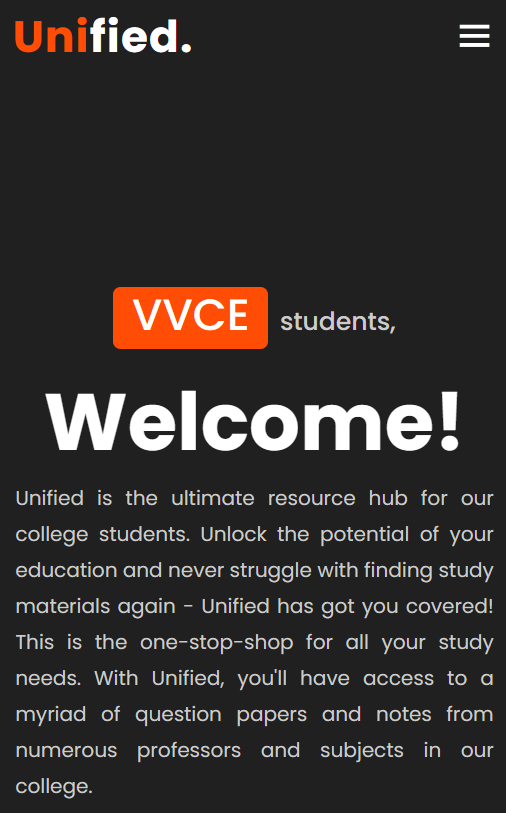 Unified.
VVCE students,
Welcome!
Unified is the ultimate resource hub for our
college students. Unlock the potential of your
education and never struggle with finding study
materials again - Unified has got you covered!
This is the one-stop-shop for all your study
needs. With Unified, you'll have access to a
myriad of question papers and notes from
numerous professors and subjects in our
college.